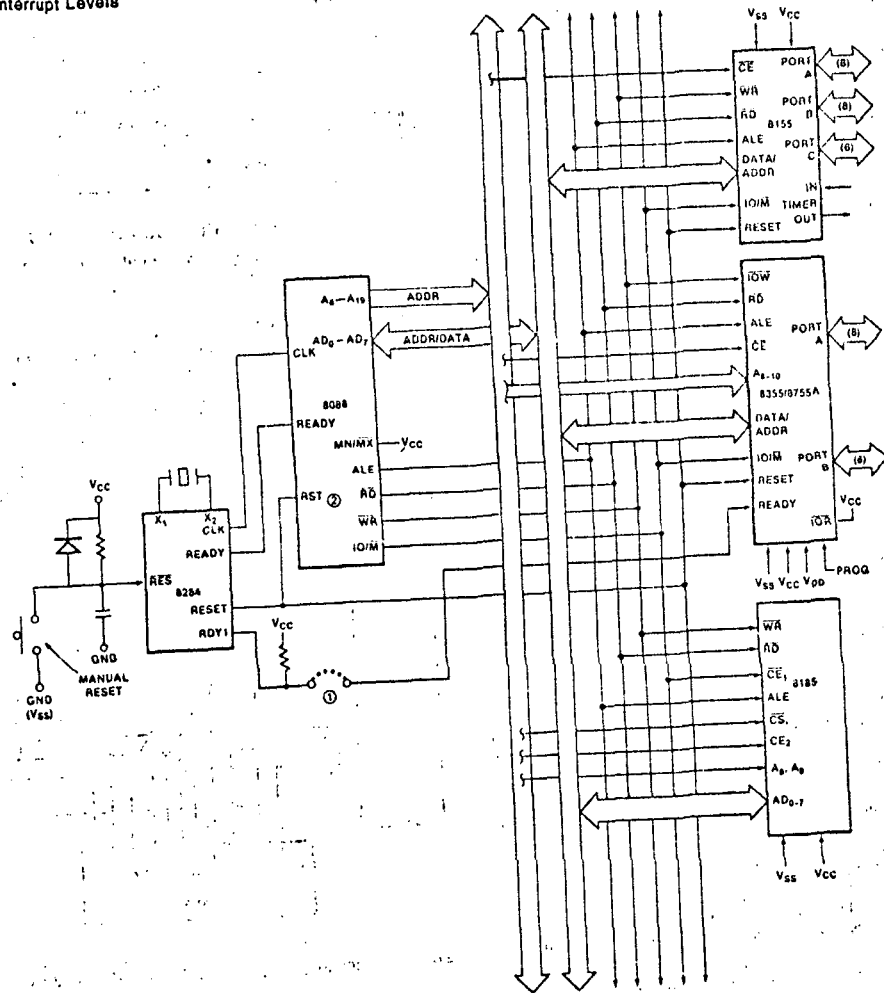 nterrupt Levels
VSS VCC
CE PORT A (8)
WR
PORT B (8)
RD
8155
ALE PORT C (6)
DATA/ADDR
IN
IO/M TIMER
OUT
RESET
IOW
RD
ALE
PORT A (8)
CE
A8-10
8355/8755A
DATA/ADDR
IO/M PORT B (6)
RESET
VCC
READY
IOR
VSS VCC VDD PROG
WR
RD
CE1
8185
ALE
CS
CE2
A8, A9
AD0-7
VSS VCC
A8–A19 ADDR
AD0–AD7 ADDR/DATA
CLK
8088
READY
MN/MX VCC
ALE
RST ② RD
WR
IO/M
VCC
X1 X2
CLK
READY
RES
8284
RESET
RDY1
VCC
①
GND
MANUAL RESET
GND
(VSS)